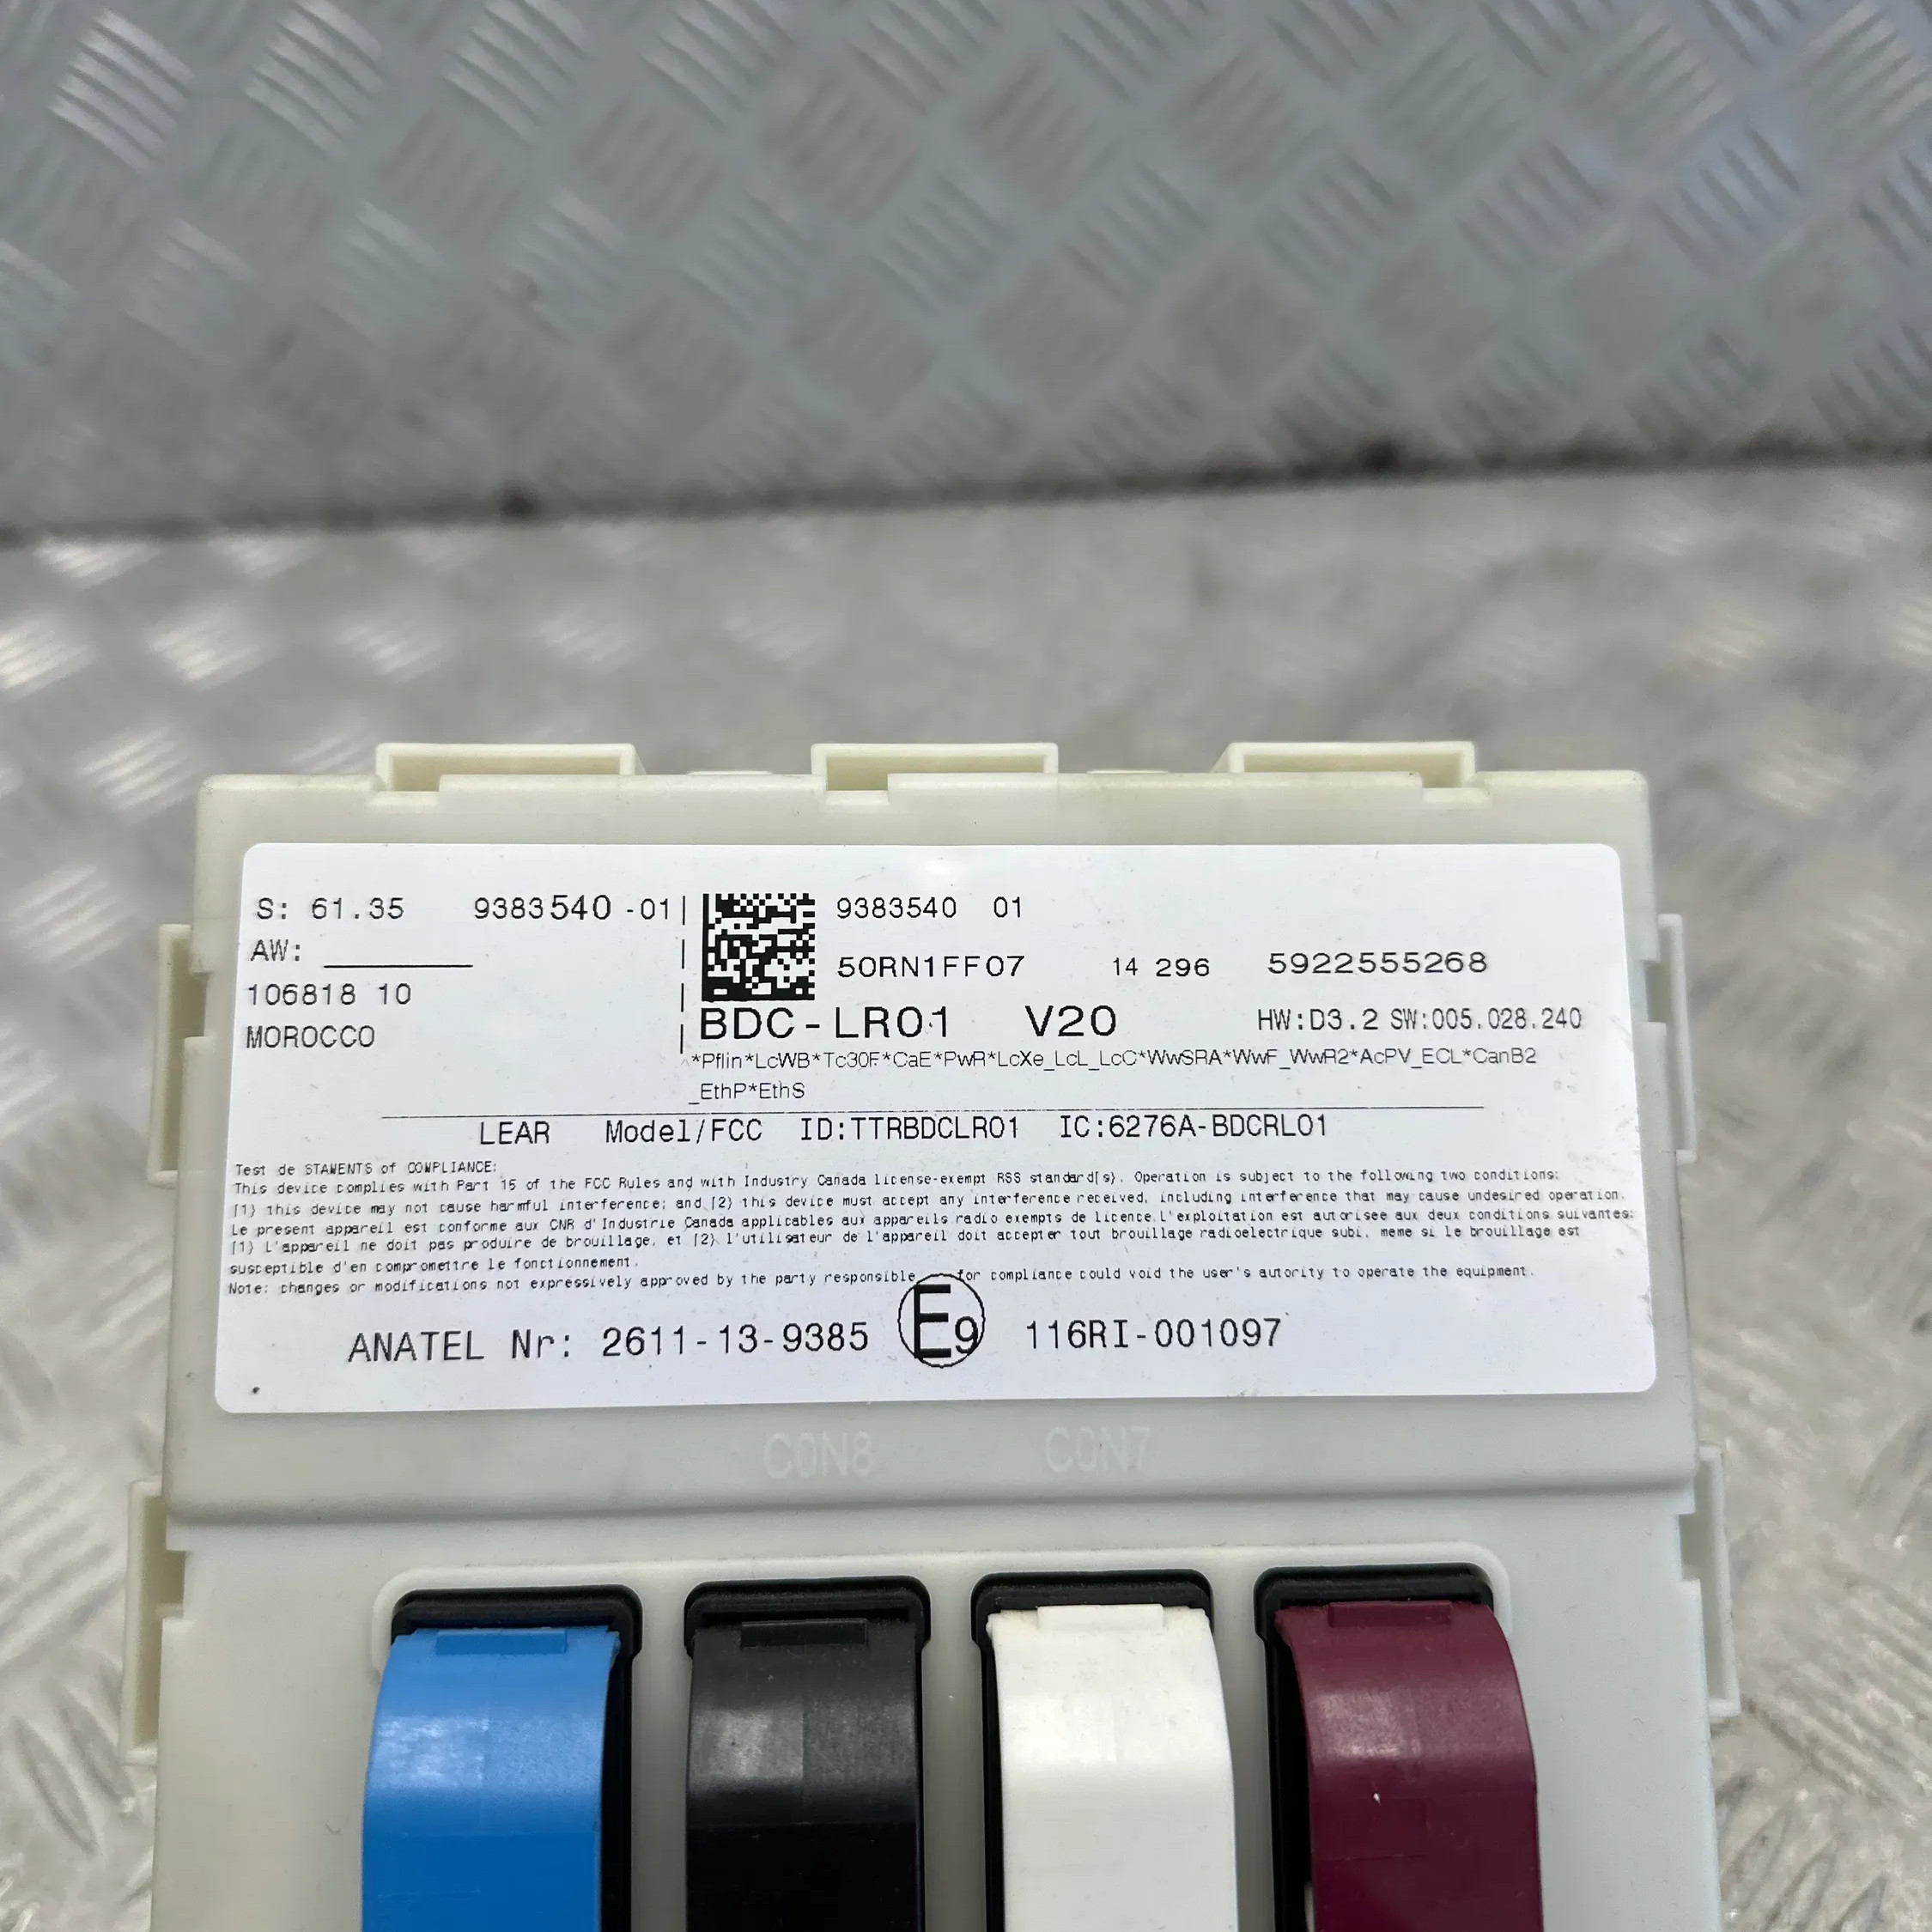 S: 61.35 9383540 -01
AW:
106818 10
MOROCCO
9383540 01
50RN1FF07 14 296 5922555268
BDC-LR01 V20 HW:D3.2 SW:005.028.240
*PfIin*LcWB*Tc30F*CaE*PwR*LcXe_LcL_LcC*WwSRA*WwF_WwR2*AcPV_ECL*CanB2
_EthP*EthS
LEAR Model/FCC ID:TTRBDCLR01 IC:6276A-BDCRL01
Test de STAMENTS of COMPLIANCE:
This device complies with Part 15 of the FCC Rules and with Industry Canada license-exempt RSS standard(s). Operation is subject to the following two conditions:
(1) this device may not cause harmful interference; and (2) this device must accept any interference received, including interference that may cause undesired operation.
Le present appareil est conforme aux CNR d'Industrie Canada applicables aux appareils radio exempts de licence.L'exploitation est autorisee aux deux conditions suivantes:
(1) L'appareil ne doit pas produire de brouillage, et (2) l'utilisateur de l'appareil doit accepter tout brouillage radioelectrique subi, meme si le brouillage est
susceptible d'en compromettre le fonctionnement.
Note: changes or modifications not expressively approved by the party responsible for compliance could void the user's autority to operate the equipment.
ANATEL Nr: 2611-13-9385 E9 116RI-001097
CON8 CON7